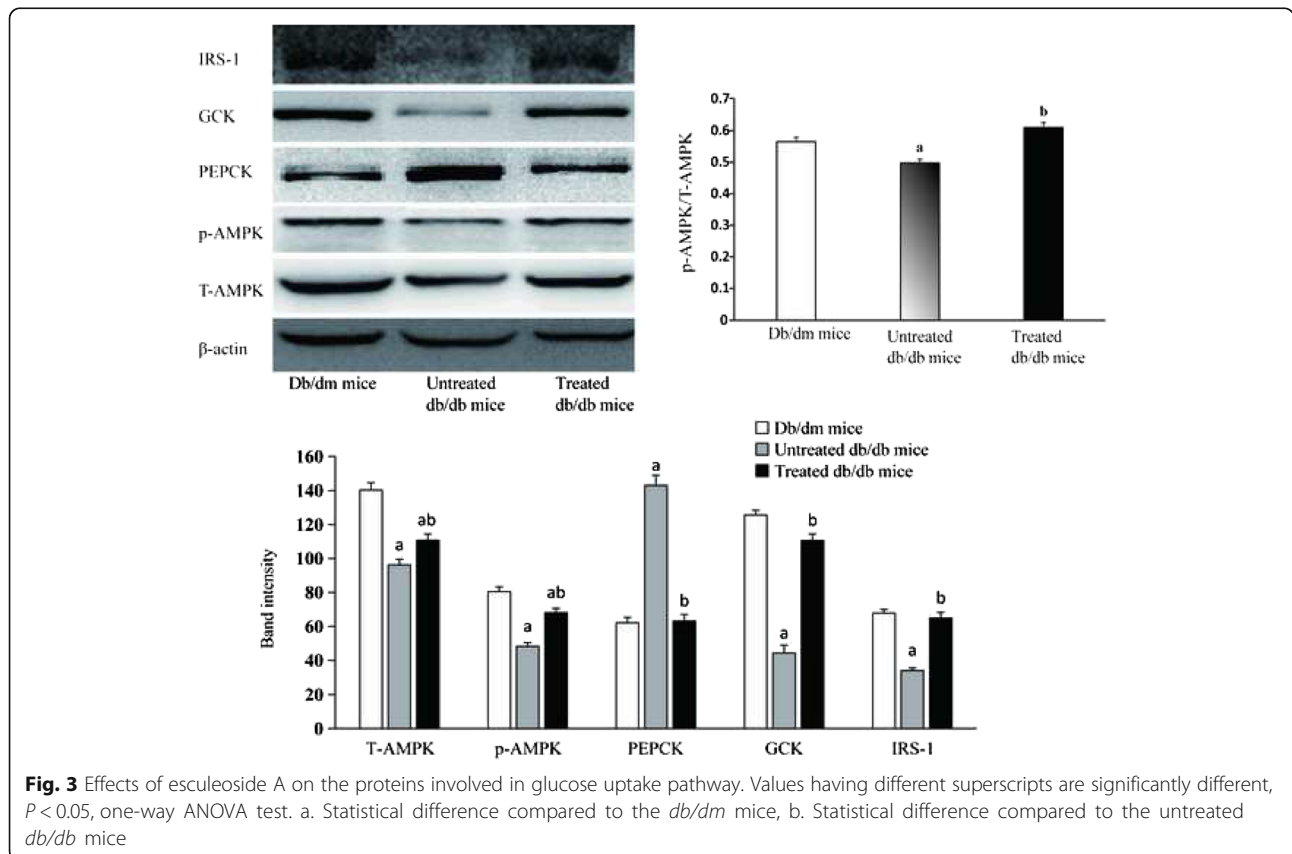 IRS-1
GCK
PEPCK
p-AMPK
T-AMPK
β-actin
Db/dm mice
Untreated
db/db mice
Treated
db/db mice
p-AMPK/T-AMPK
0.7
0.6
0.5
0.4
0.3
0.2
0.1
0
a
b
Db/dm mice
Untreated
db/db mice
Treated
db/db mice
Db/dm mice
Untreated db/db mice
Treated db/db mice
Band intensity
160
140
120
100
80
60
40
20
0
a
ab
a
ab
a
b
a
b
a
b
T-AMPK
p-AMPK
PEPCK
GCK
IRS-1
Fig. 3 Effects of esculeoside A on the proteins involved in glucose uptake pathway. Values having different superscripts are significantly different,
P < 0.05, one-way ANOVA test. a. Statistical difference compared to the db/dm mice, b. Statistical difference compared to the untreated
db/db mice